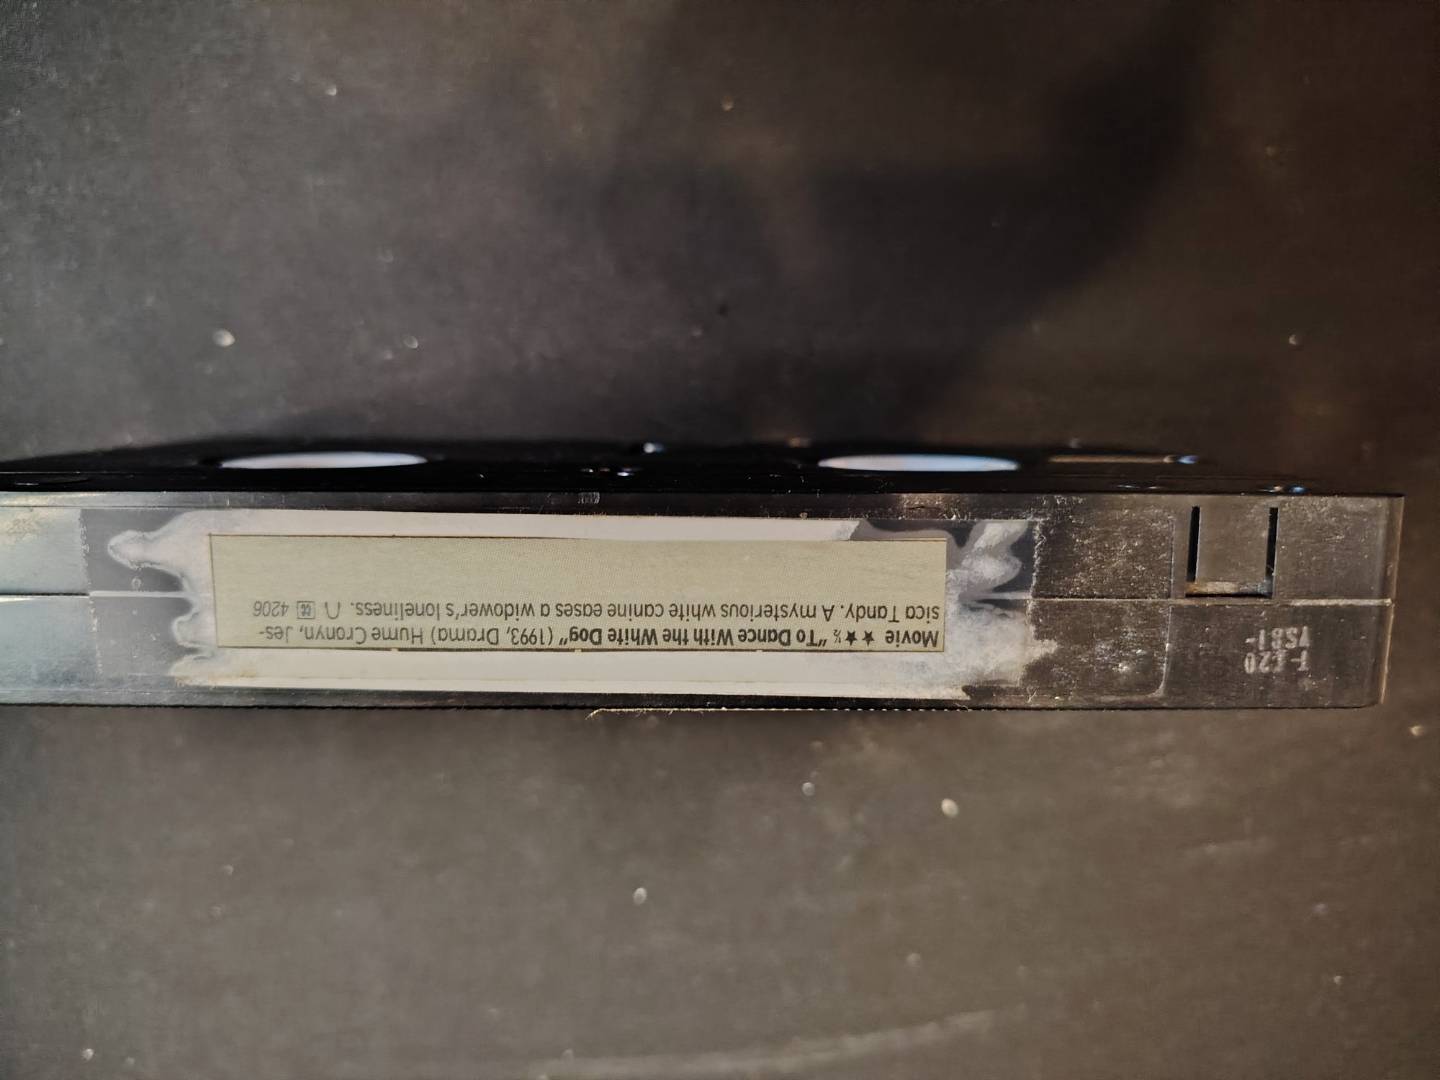 Movie ★★½ "To Dance With the White Dog" (1993, Drama) Hume Cronyn, Jes-
sica Tandy. A mysterious white canine eases a widower's loneliness. CC ∩ 4206
T-120